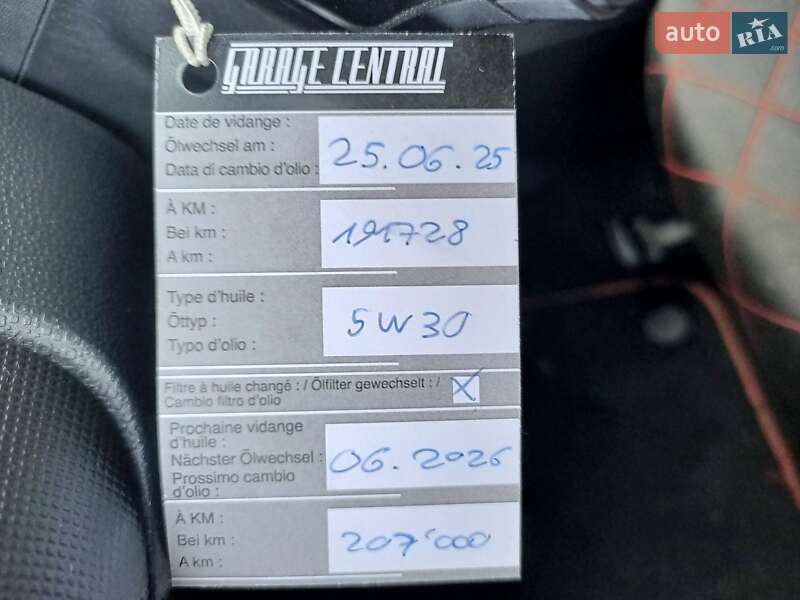 auto RIA
.com
GARAGE CENTRAL
Date de vidange :
Ölwechsel am :
Data di cambio d'olio :
25.06.25
À KM :
Bei km :
A km :
191728
Type d'huile :
Öttyp :
Typo d'olio :
5W30
Filtre à huile changé : / Ölfilter gewechselt : /
Cambio filtro d'olio
X
Prochaine vidange
d'huile :
Nächster Ölwechsel :
Prossimo cambio
d'olio :
06.2026
À KM :
Bei km :
A km :
207'000